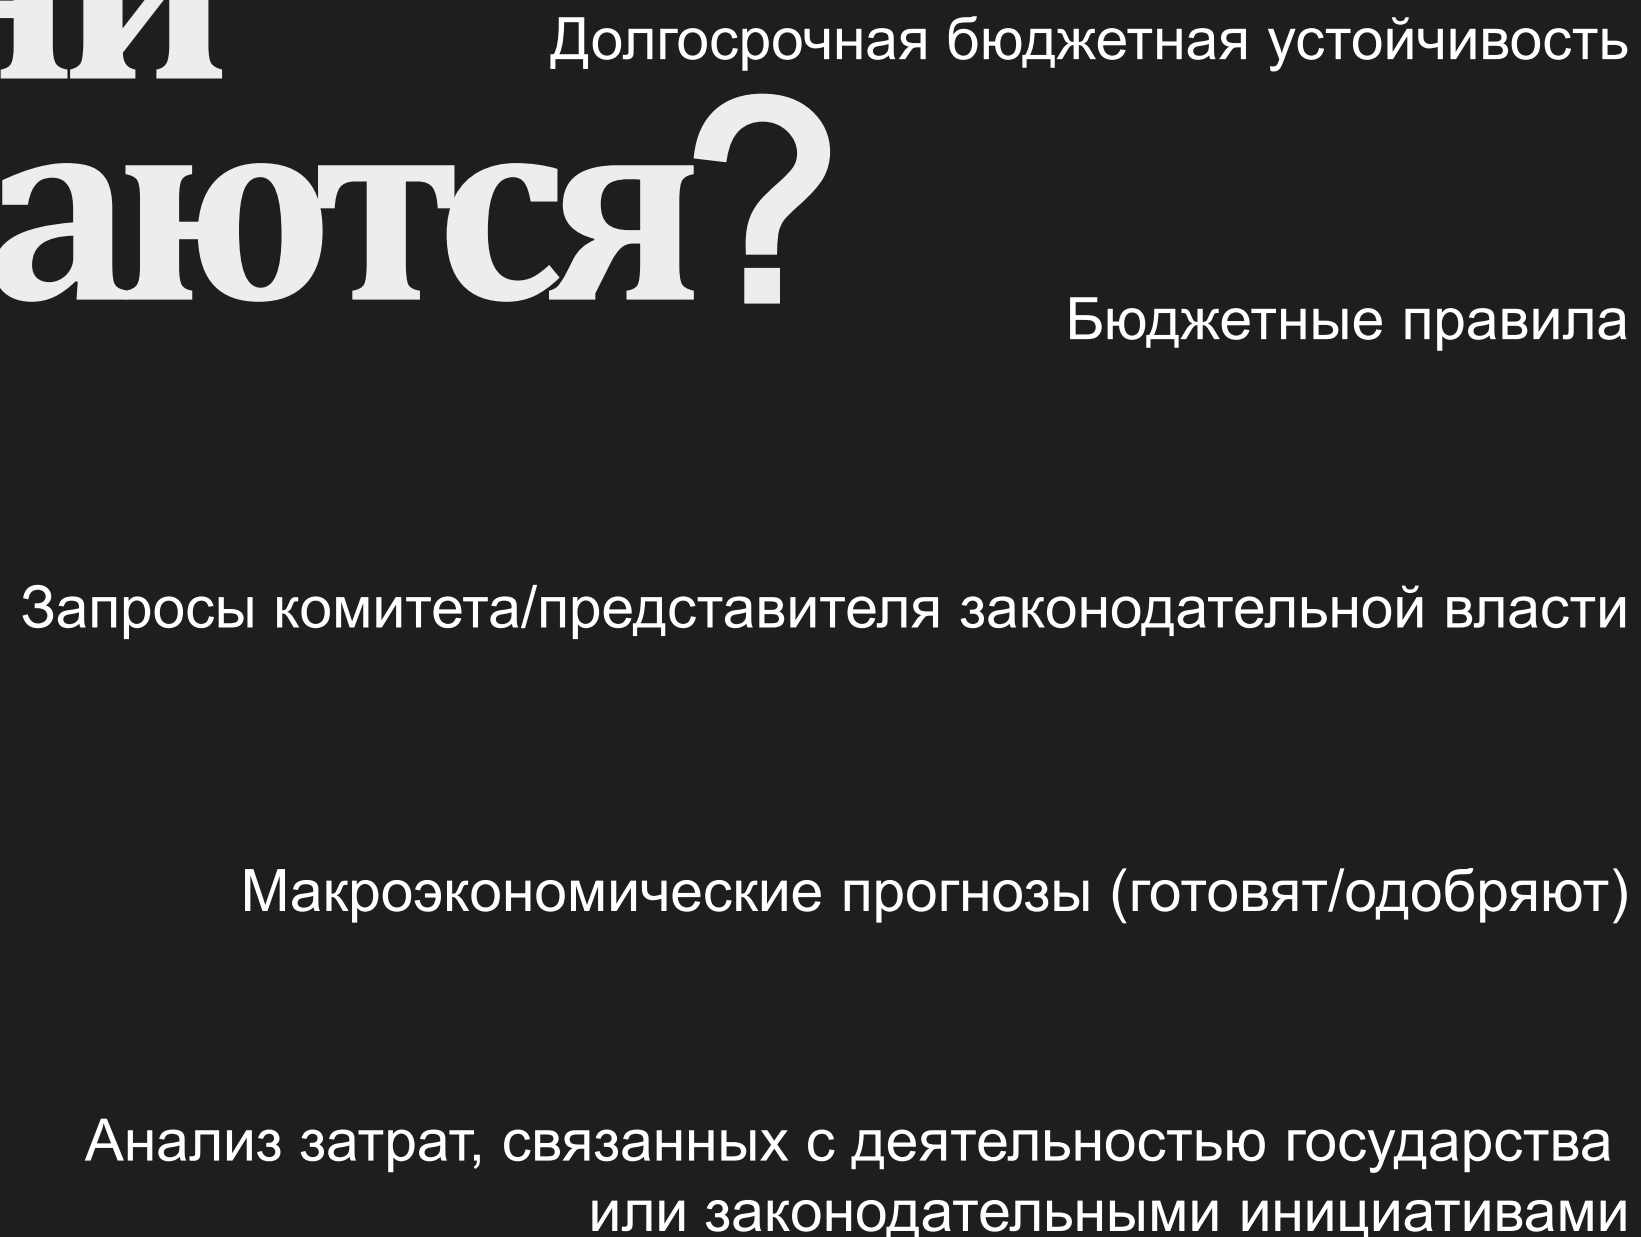 ни
Долгосрочная бюджетная устойчивость
аются?
Бюджетные правила
Запросы комитета/представителя законодательной власти
Макроэкономические прогнозы (готовят/одобряют)
Анализ затрат, связанных с деятельностью государства
или законодательными инициативами